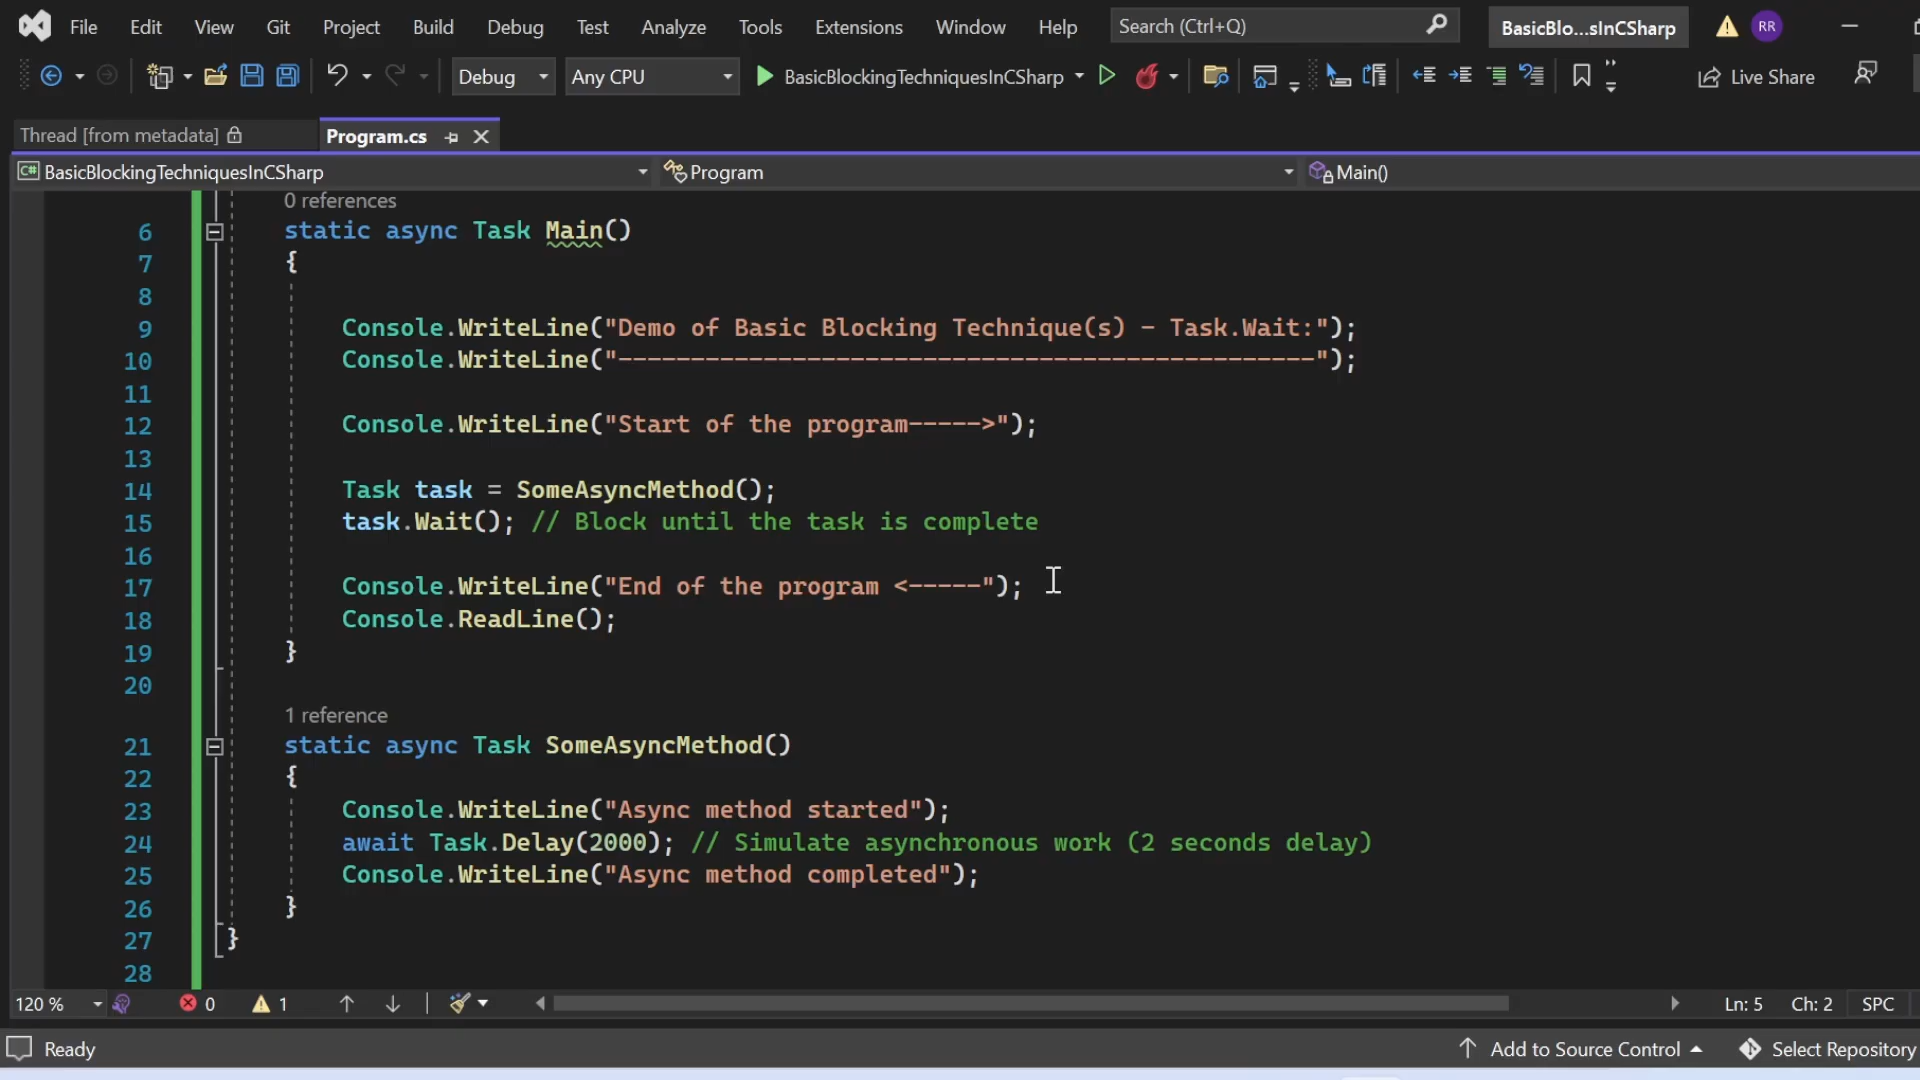 File Edit View Git Project Build Debug Test Analyze Tools Extensions Window Help Search (Ctrl+Q) BasicBlo...sInCSharp RR
Debug Any CPU BasicBlockingTechniquesInCSharp Live Share
Thread [from metadata] Program.cs
C# BasicBlockingTechniquesInCSharp Program Main()
0 references
6 static async Task Main()
7 {
8
9 Console.WriteLine("Demo of Basic Blocking Technique(s) - Task.Wait:");
10 Console.WriteLine("------------------------------------------------");
11
12 Console.WriteLine("Start of the program----->");
13
14 Task task = SomeAsyncMethod();
15 task.Wait(); // Block until the task is complete
16
17 Console.WriteLine("End of the program <-----");
18 Console.ReadLine();
19 }
20
1 reference
21 static async Task SomeAsyncMethod()
22 {
23 Console.WriteLine("Async method started");
24 await Task.Delay(2000); // Simulate asynchronous work (2 seconds delay)
25 Console.WriteLine("Async method completed");
26 }
27 }
28
120 % 0 1 Ln: 5 Ch: 2 SPC
Ready Add to Source Control Select Repository